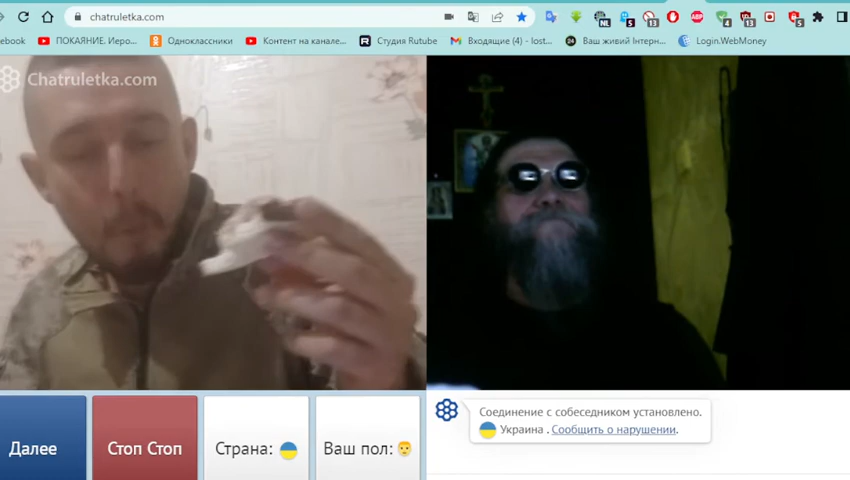 chatruletka.com
ebook
ПОКАЯНИЕ. Иеро...
Одноклассники
Контент на канале...
Студия Rutube
Входящие (4) - lost...
Ваш живий Інтерн...
Login.WebMoney
Chatruletka.com
Далее
Стоп Стоп
Страна:
Ваш пол:
Соединение с собеседником установлено.
Украина . Сообщить о нарушении.